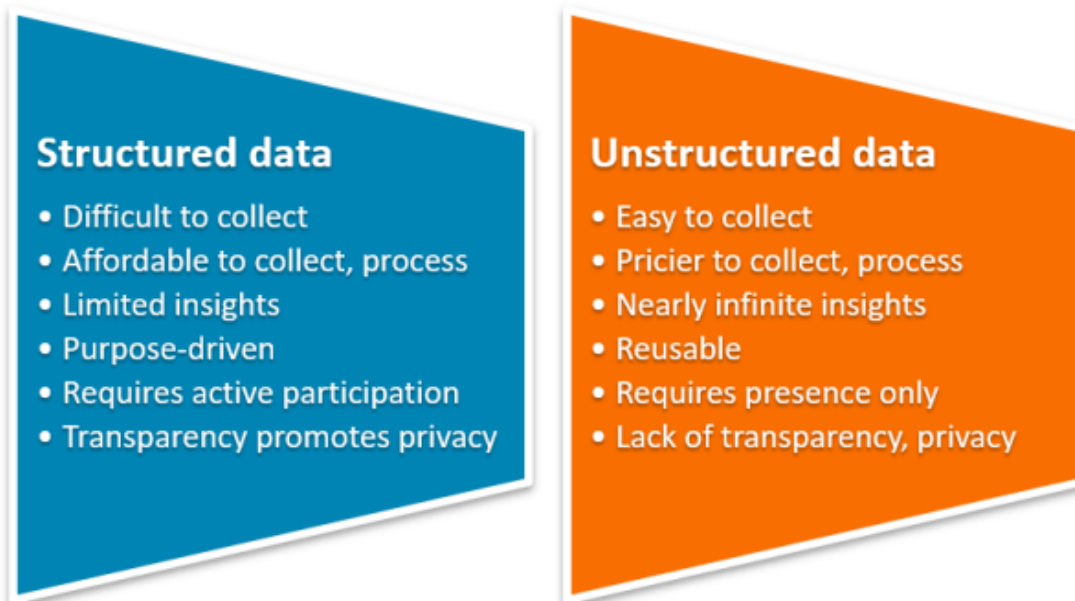 Structured data
• Difficult to collect
• Affordable to collect, process
• Limited insights
• Purpose-driven
• Requires active participation
• Transparency promotes privacy
Unstructured data
• Easy to collect
• Pricier to collect, process
• Nearly infinite insights
• Reusable
• Requires presence only
• Lack of transparency, privacy